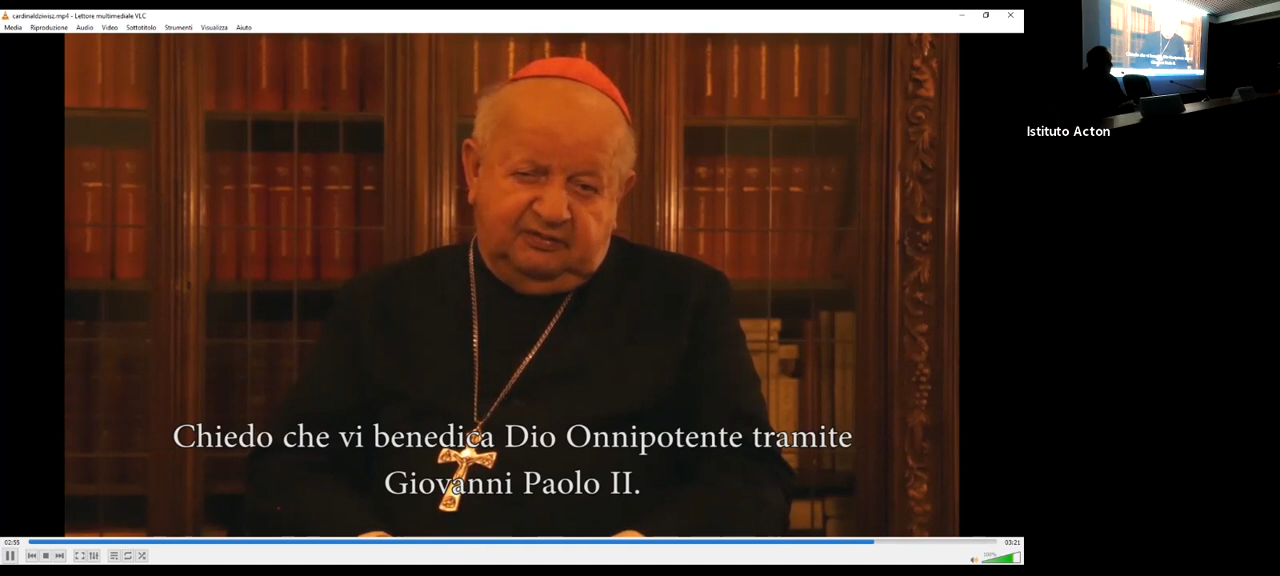 cardinaldziwisz.mp4 - Lettore multimediale VLC
Media Riproduzione Audio Video Sottotitolo Strumenti Visualizza Aiuto
Chiedo che vi benedica Dio Onnipotente tramite
Giovanni Paolo II.
02:55
03:21
100%
Istituto Acton